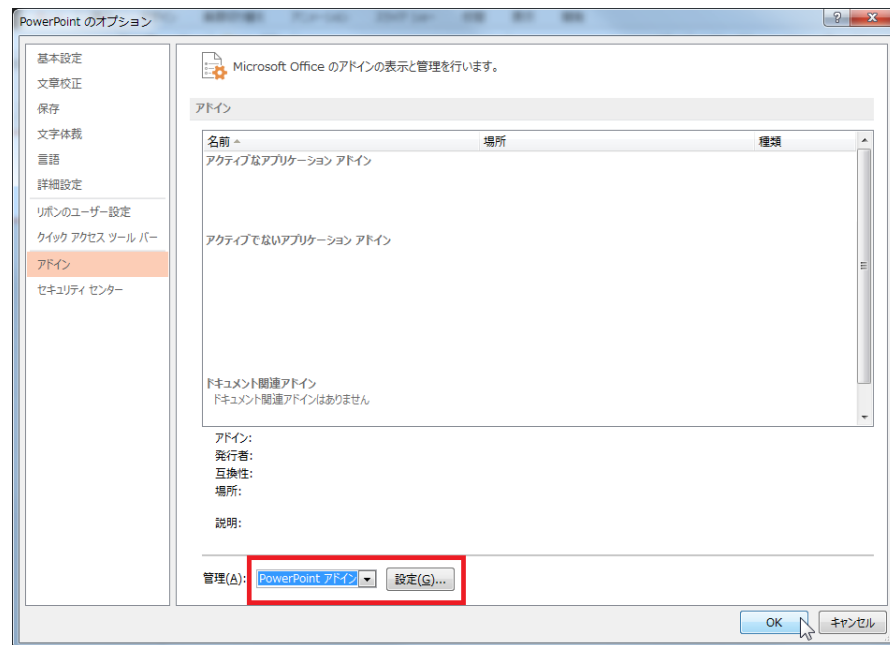 PowerPoint のオプション
基本設定
文章校正
保存
文字体裁
言語
詳細設定
リボンのユーザー設定
クイック アクセス ツール バー
アドイン
セキュリティ センター
Microsoft Office のアドインの表示と管理を行います。
アドイン
名前 場所 種類
アクティブなアプリケーション アドイン
アクティブでないアプリケーション アドイン
ドキュメント関連アドイン
ドキュメント関連アドインはありません
アドイン:
発行者:
互換性:
場所:
説明:
管理(A): PowerPoint アドイン 設定(G)...
OK キャンセル